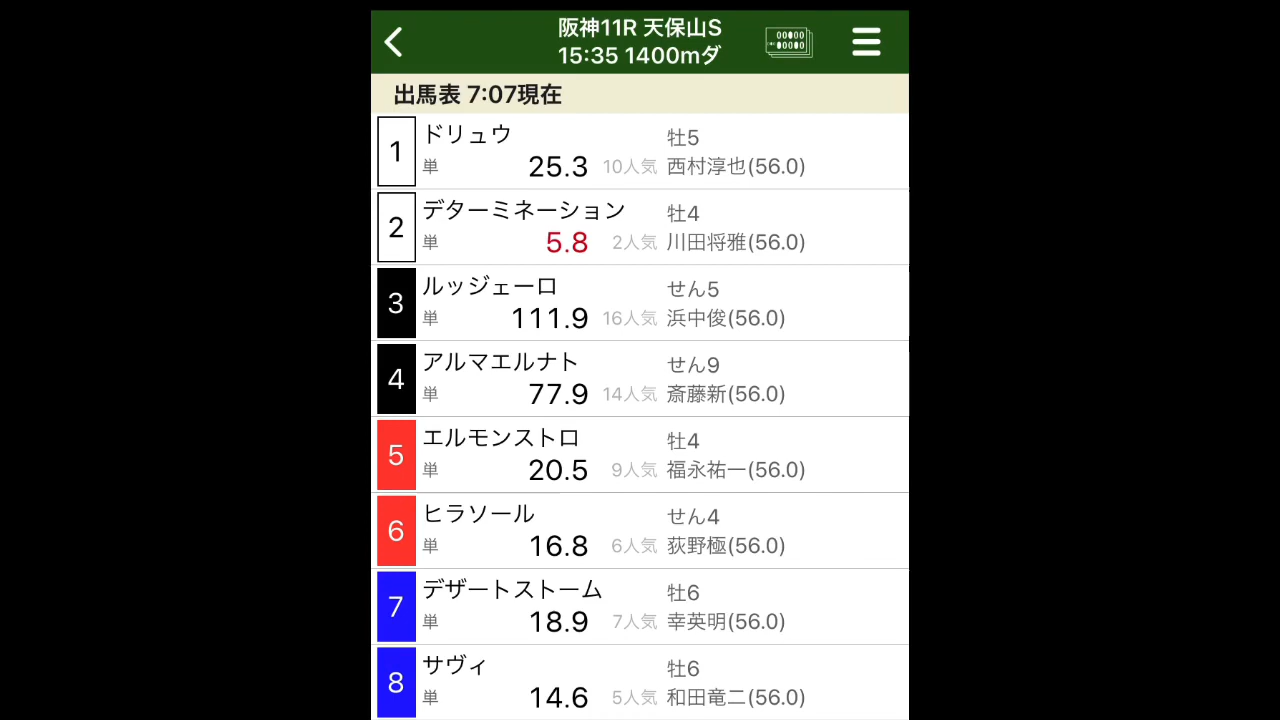 阪神11R 天保山S
15:35 1400mダ
出馬表 7:07現在
1 ドリュウ 牡5
単 25.3 10人気 西村淳也(56.0)
2 デターミネーション 牡4
単 5.8 2人気 川田将雅(56.0)
3 ルッジェーロ せん5
単 111.9 16人気 浜中俊(56.0)
4 アルマエルナト せん9
単 77.9 14人気 斎藤新(56.0)
5 エルモンストロ 牡4
単 20.5 9人気 福永祐一(56.0)
6 ヒラソール せん4
単 16.8 6人気 荻野極(56.0)
7 デザートストーム 牡6
単 18.9 7人気 幸英明(56.0)
8 サヴィ 牡6
単 14.6 5人気 和田竜二(56.0)